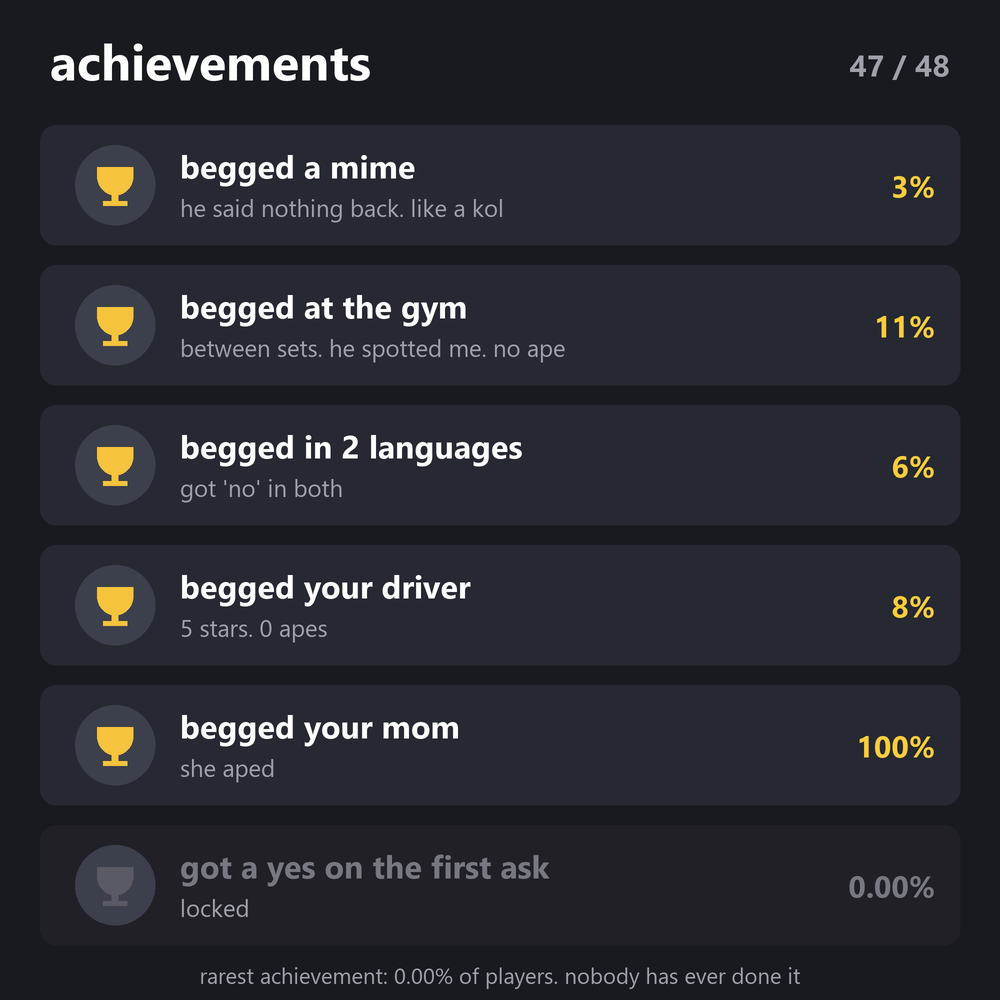 achievements
47 / 48
begged a mime
he said nothing back. like a kol
3%
begged at the gym
between sets. he spotted me. no ape
11%
begged in 2 languages
got 'no' in both
6%
begged your driver
5 stars. 0 apes
8%
begged your mom
she aped
100%
got a yes on the first ask
locked
0.00%
rarest achievement: 0.00% of players. nobody has ever done it